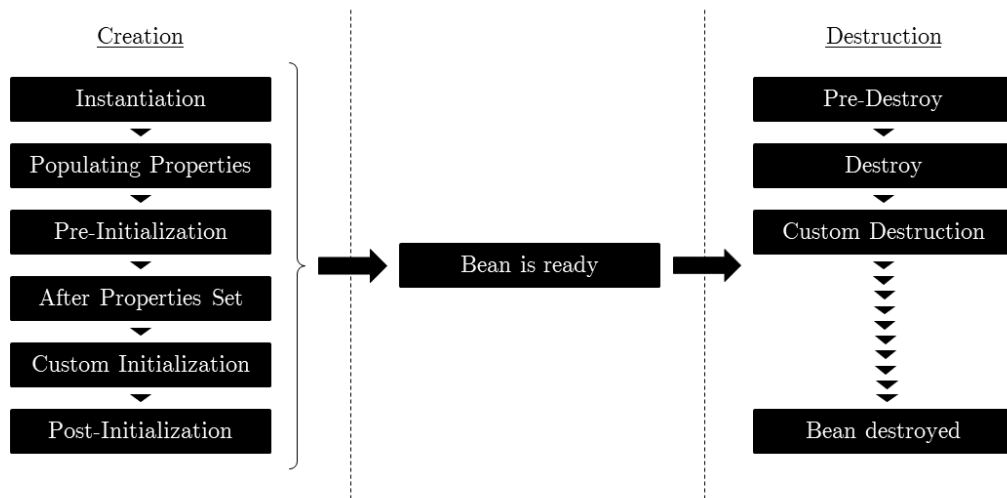 Creation
Instantiation
Populating Properties
Pre-Initialization
After Properties Set
Custom Initialization
Post-Initialization
Bean is ready
Destruction
Pre-Destroy
Destroy
Custom Destruction
Bean destroyed